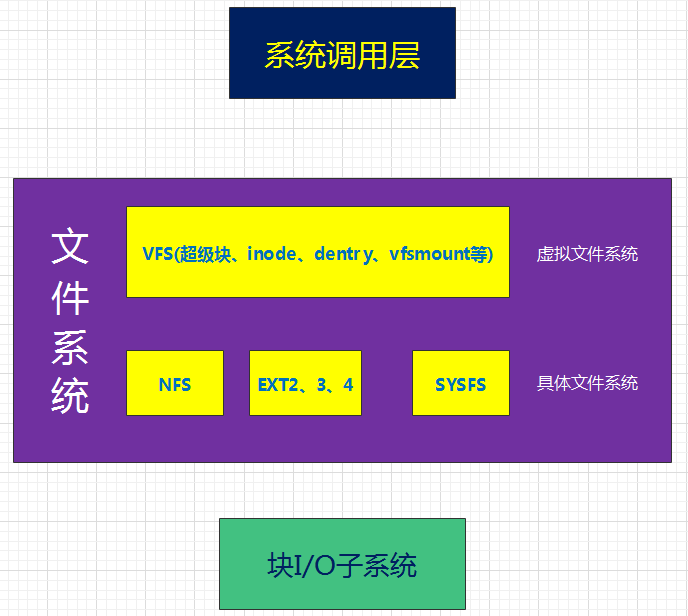 系统调用层
文件系统
VFS(超级块、inode、dentry、vfsmount等)
虚拟文件系统
NFS
EXT2、3、4
SYSFS
具体文件系统
块I/O子系统